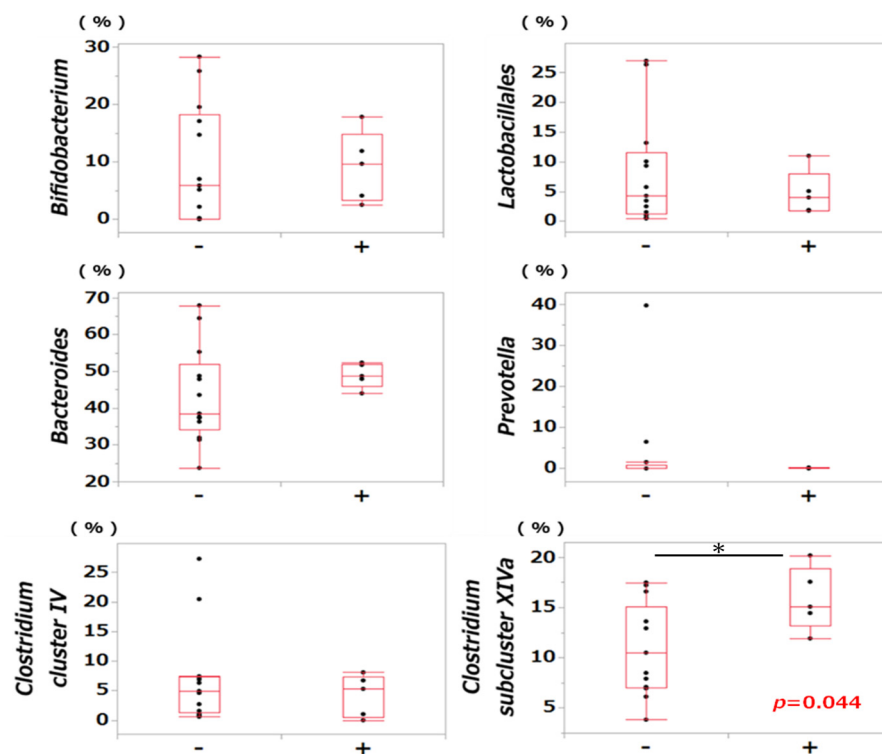 ( % )
Bifidobacterium
30
20
10
0
- +
( % )
Lactobacillales
25
20
15
10
5
0
- +
( % )
Bacteroides
70
60
50
40
30
20
- +
( % )
Prevotella
40
30
20
10
0
- +
( % )
Clostridium
cluster IV
25
20
15
10
5
0
- +
( % )
Clostridium
subcluster XIVa
20
15
10
5
*
p=0.044
- +